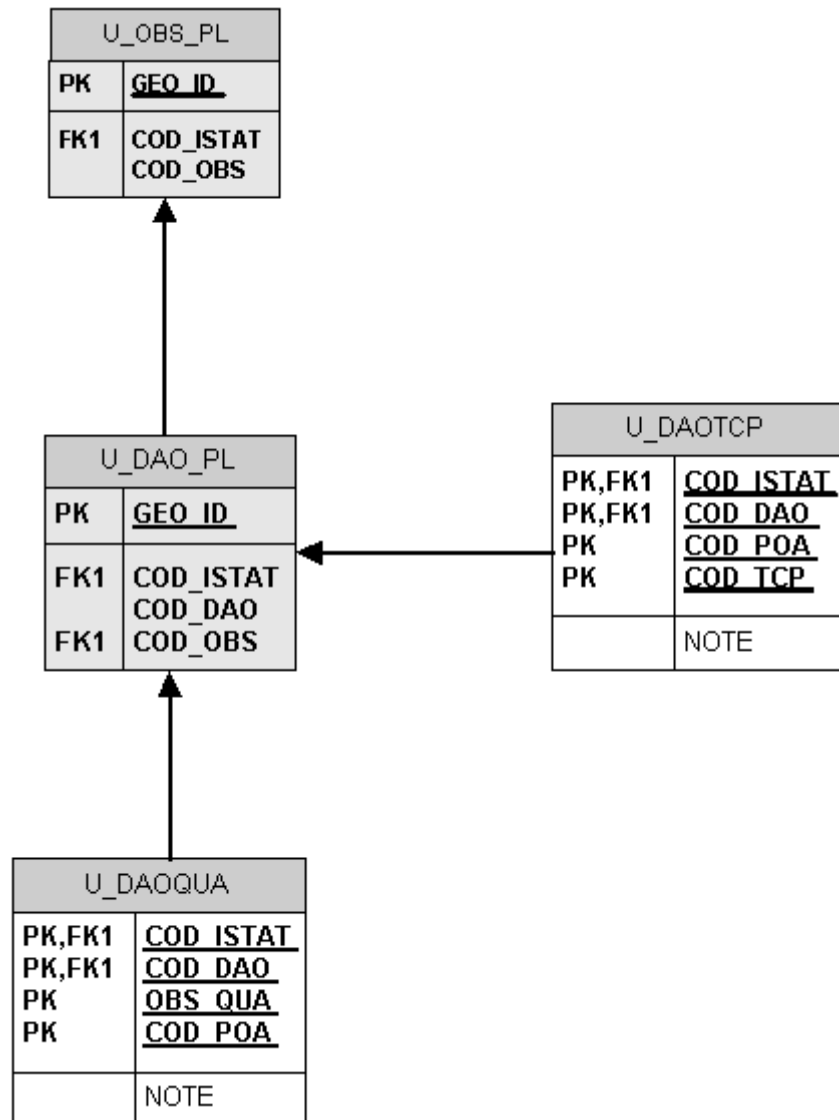 U_OBS_PL
PK GEO_ID
FK1 COD_ISTAT
COD_OBS
U_DAO_PL
PK GEO_ID
FK1 COD_ISTAT
COD_DAO
FK1 COD_OBS
U_DAOTCP
PK,FK1 COD_ISTAT
PK,FK1 COD_DAO
PK COD_POA
PK COD_TCP
NOTE
U_DAOQUA
PK,FK1 COD_ISTAT
PK,FK1 COD_DAO
PK OBS_QUA
PK COD_POA
NOTE